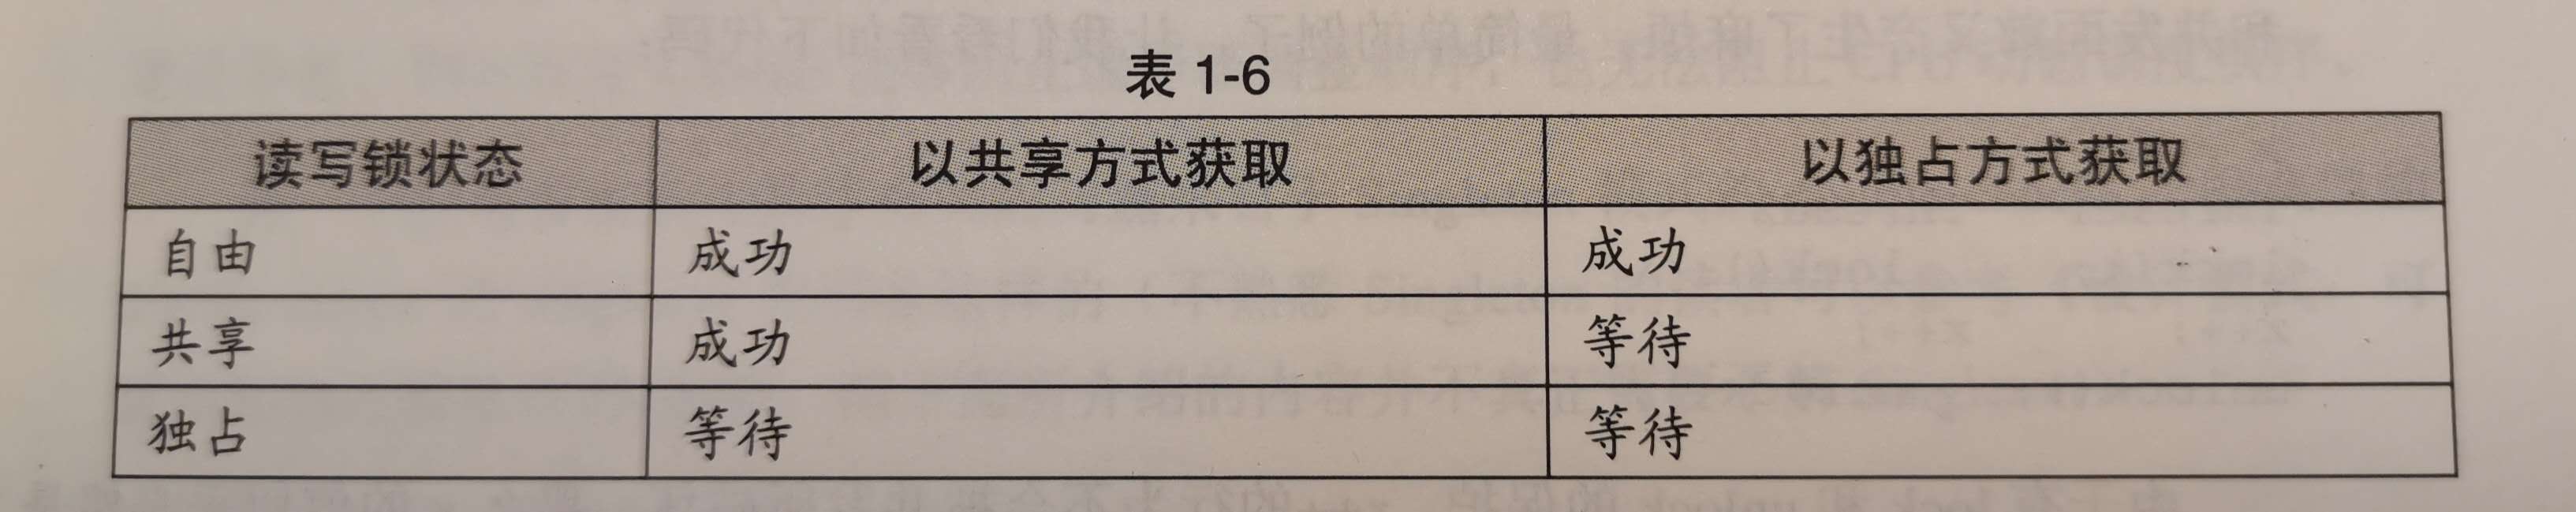 表 1-6
读写锁状态 以共享方式获取 以独占方式获取
自由 成功 成功
共享 成功 等待
独占 等待 等待